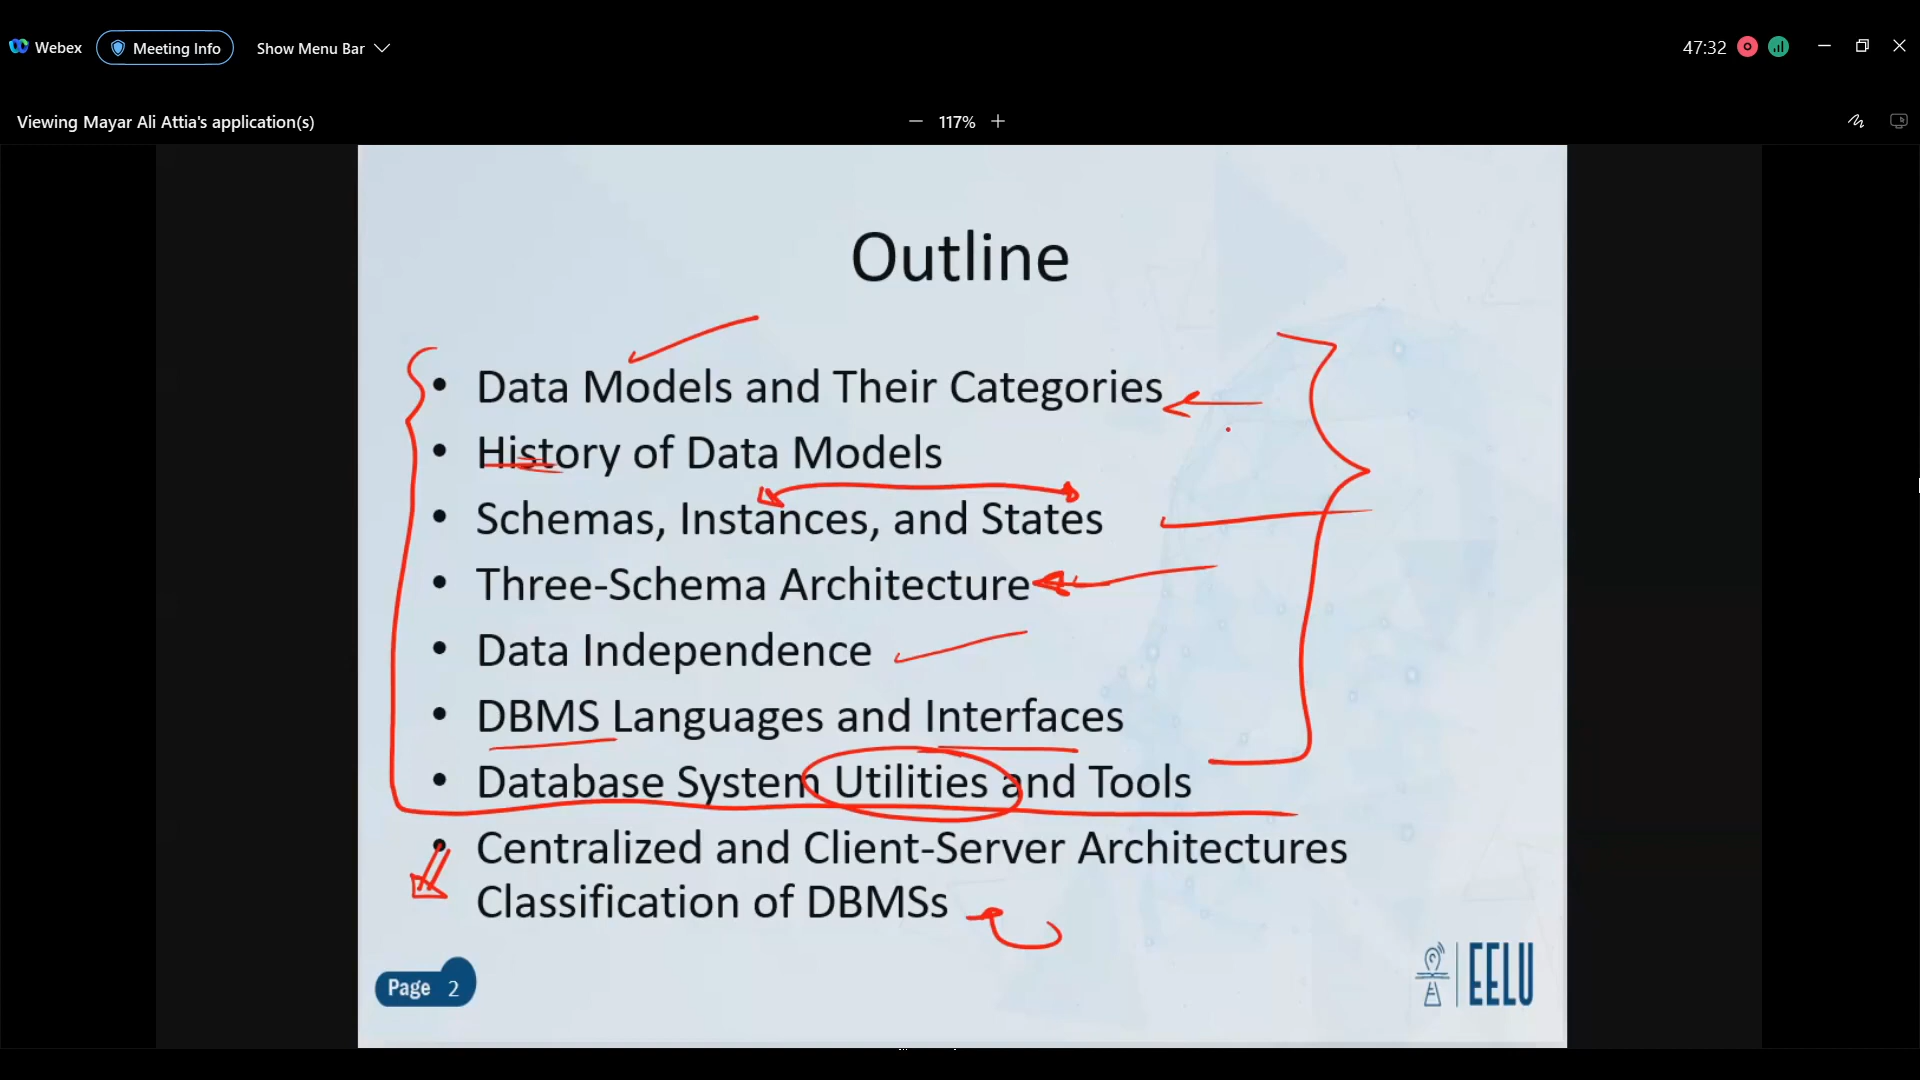 Webex
Meeting Info
Show Menu Bar
47:32
Viewing Mayar Ali Attia's application(s)
117%
Outline
• Data Models and Their Categories
• History of Data Models
• Schemas, Instances, and States
• Three-Schema Architecture
• Data Independence
• DBMS Languages and Interfaces
• Database System Utilities and Tools
• Centralized and Client-Server Architectures
Classification of DBMSs
Page 2
EELU